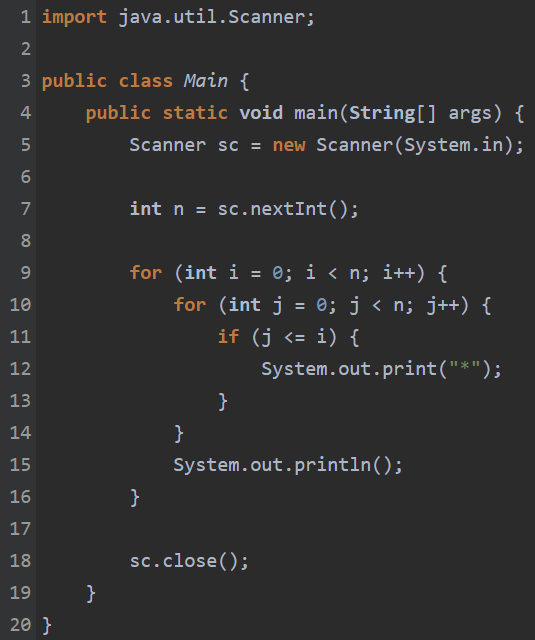 1 import java.util.Scanner;
2
3 public class Main {
4     public static void main(String[] args) {
5         Scanner sc = new Scanner(System.in);
6
7         int n = sc.nextInt();
8
9         for (int i = 0; i < n; i++) {
10             for (int j = 0; j < n; j++) {
11                 if (j <= i) {
12                     System.out.print("*");
13                 }
14             }
15             System.out.println();
16         }
17
18         sc.close();
19     }
20 }